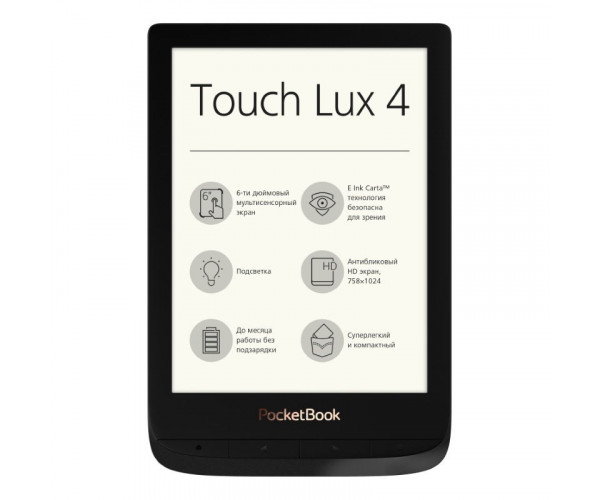 Touch Lux 4
6"
6-ти дюймовый
мультисенсорный
экран
E Ink Carta™
технология
безопасна
для зрения
Подсветка
HD
Антибликовый
HD экран,
758×1024
До месяца
работы без
подзарядки
Суперлегкий
и компактный
PocketBook